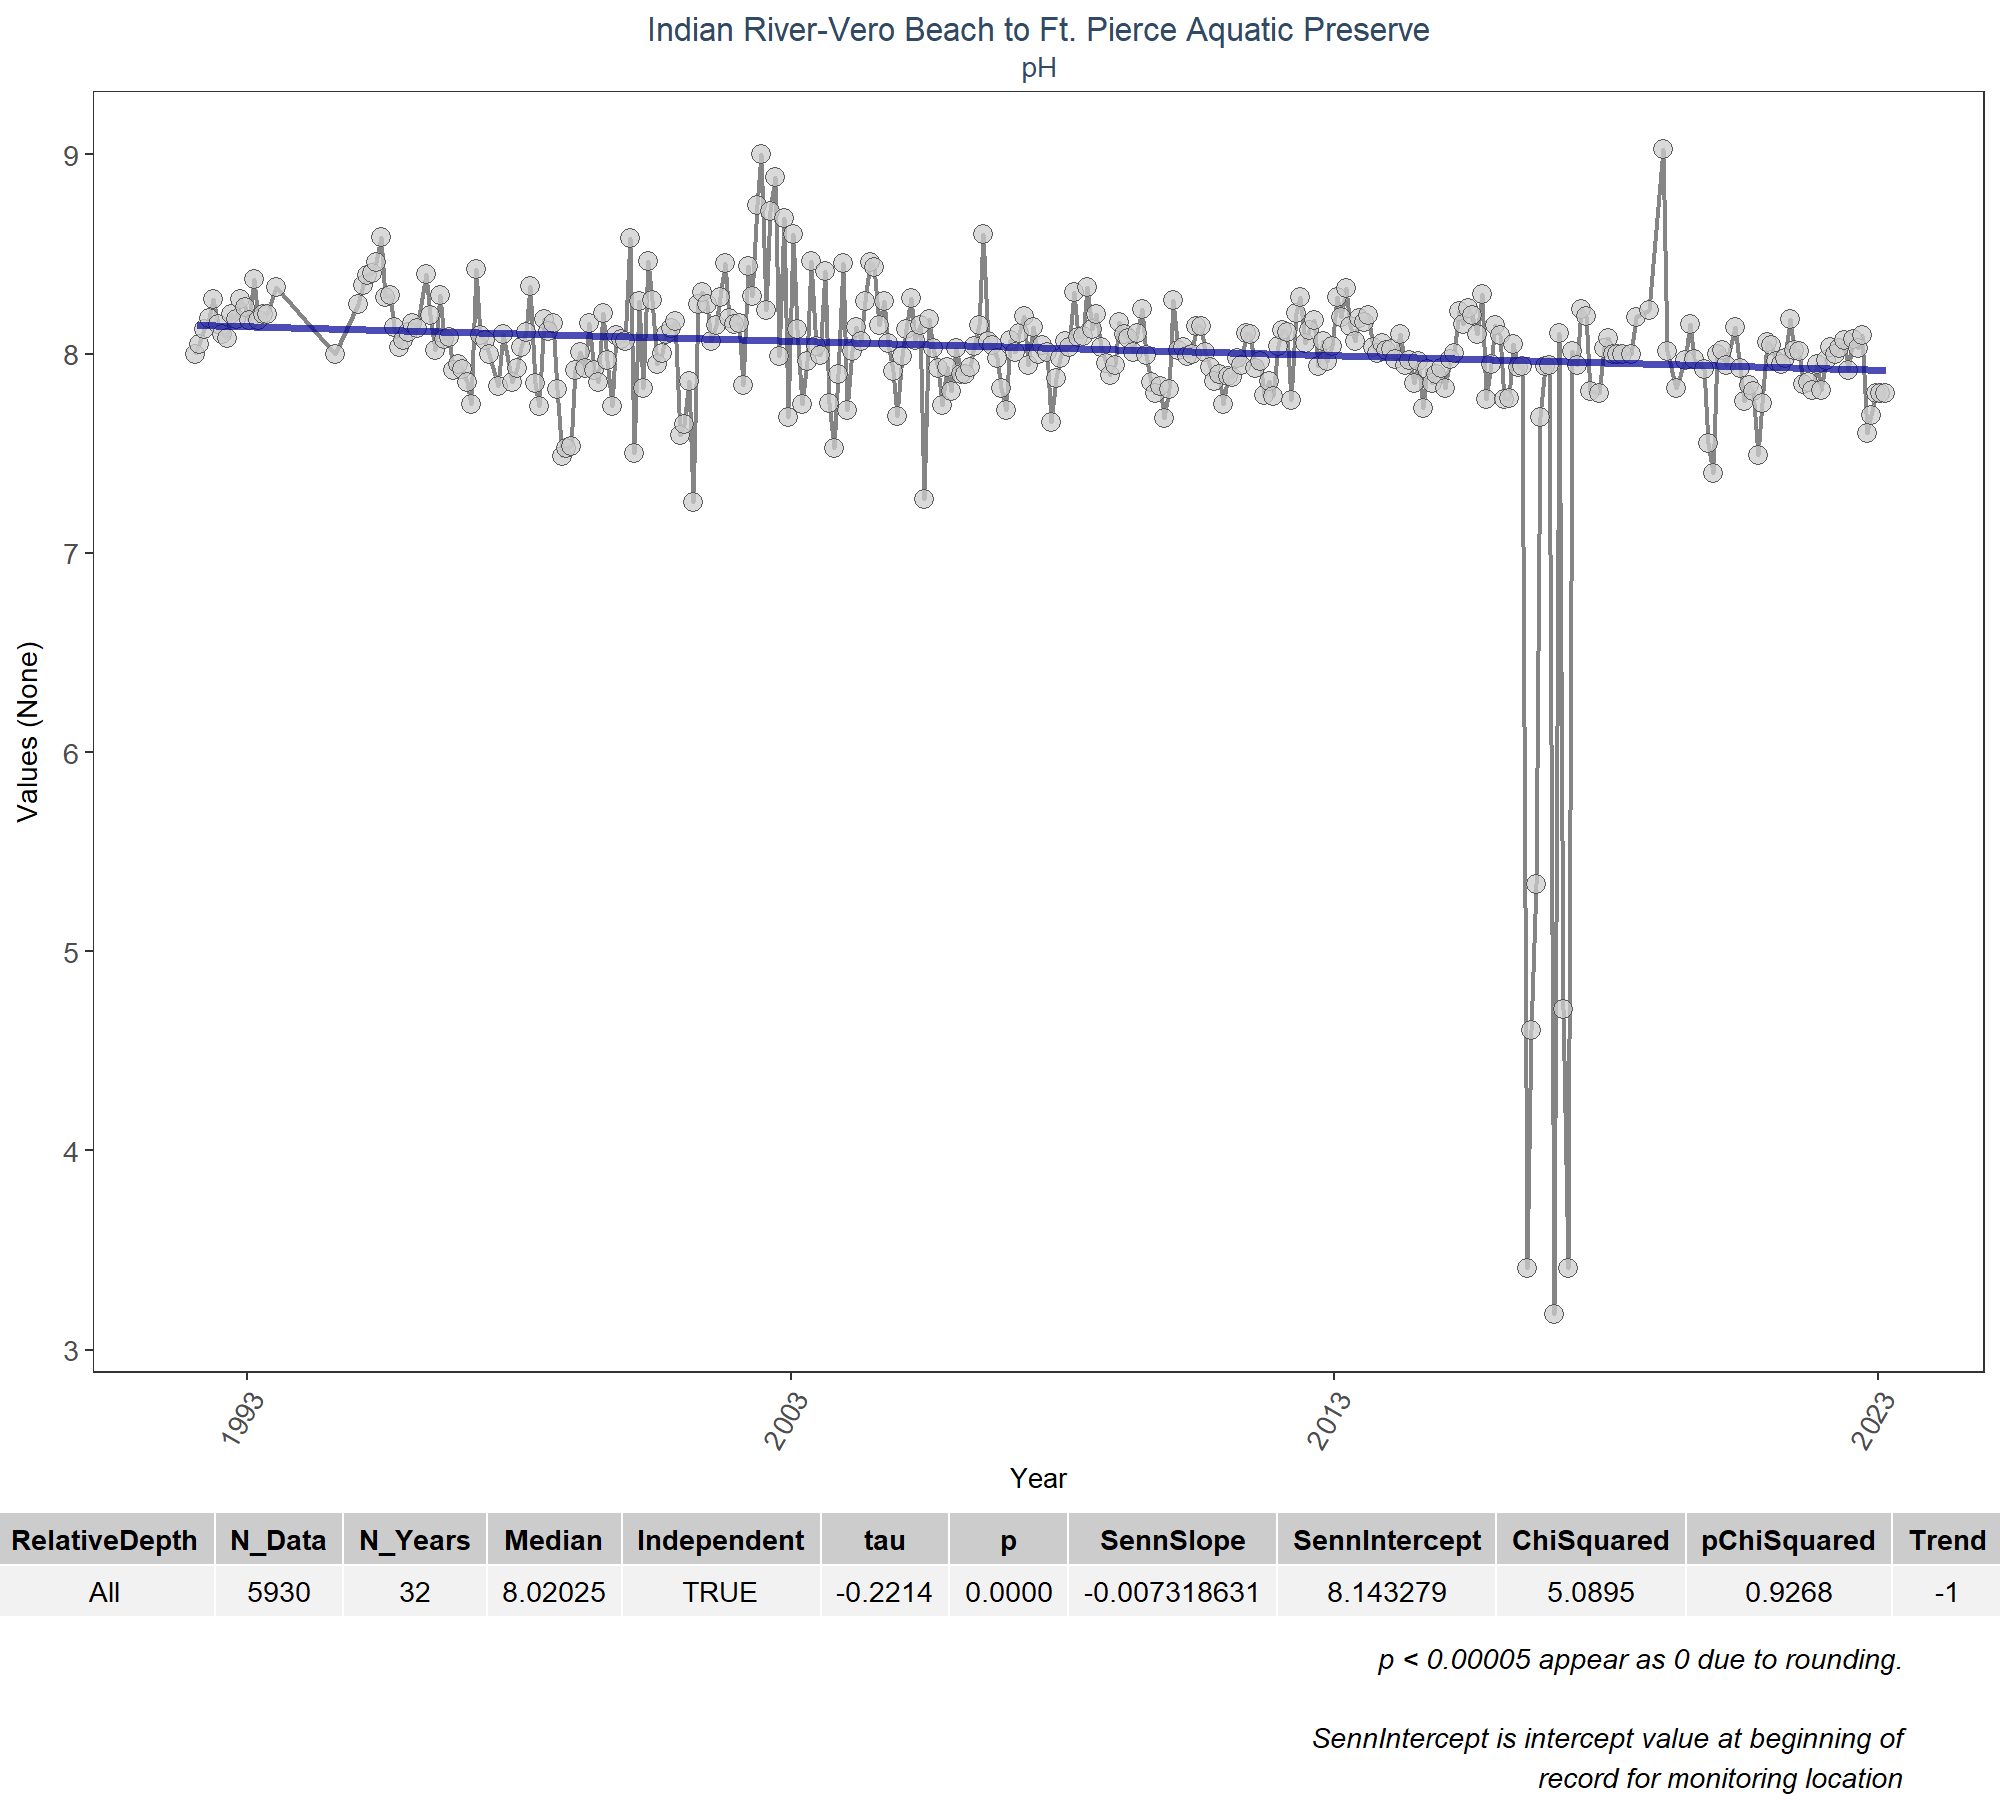 Indian River-Vero Beach to Ft. Pierce Aquatic Preserve
pH
9
8
7
6
5
4
3
Values (None)
1993 2003 2013 2023
Year
RelativeDepth N_Data N_Years Median Independent tau p SennSlope SennIntercept ChiSquared pChiSquared Trend
All 5930 32 8.02025 TRUE -0.2214 0.0000 -0.007318631 8.143279 5.0895 0.9268 -1
p < 0.00005 appear as 0 due to rounding.
SennIntercept is intercept value at beginning of
record for monitoring location